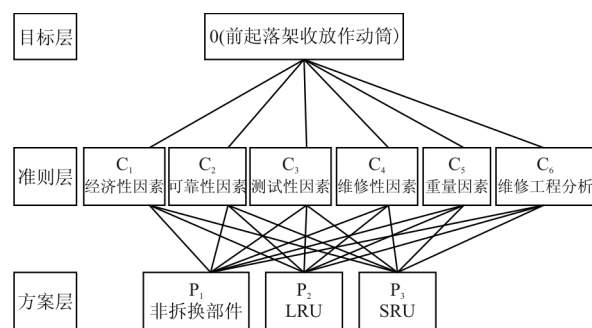 目标层
0(前起落架收放作动筒)
准则层
C₁
经济性因素
C₂
可靠性因素
C₃
测试性因素
C₄
维修性因素
C₅
重量因素
C₆
维修工程分析
方案层
P₁
非拆换部件
P₂
LRU
P₃
SRU